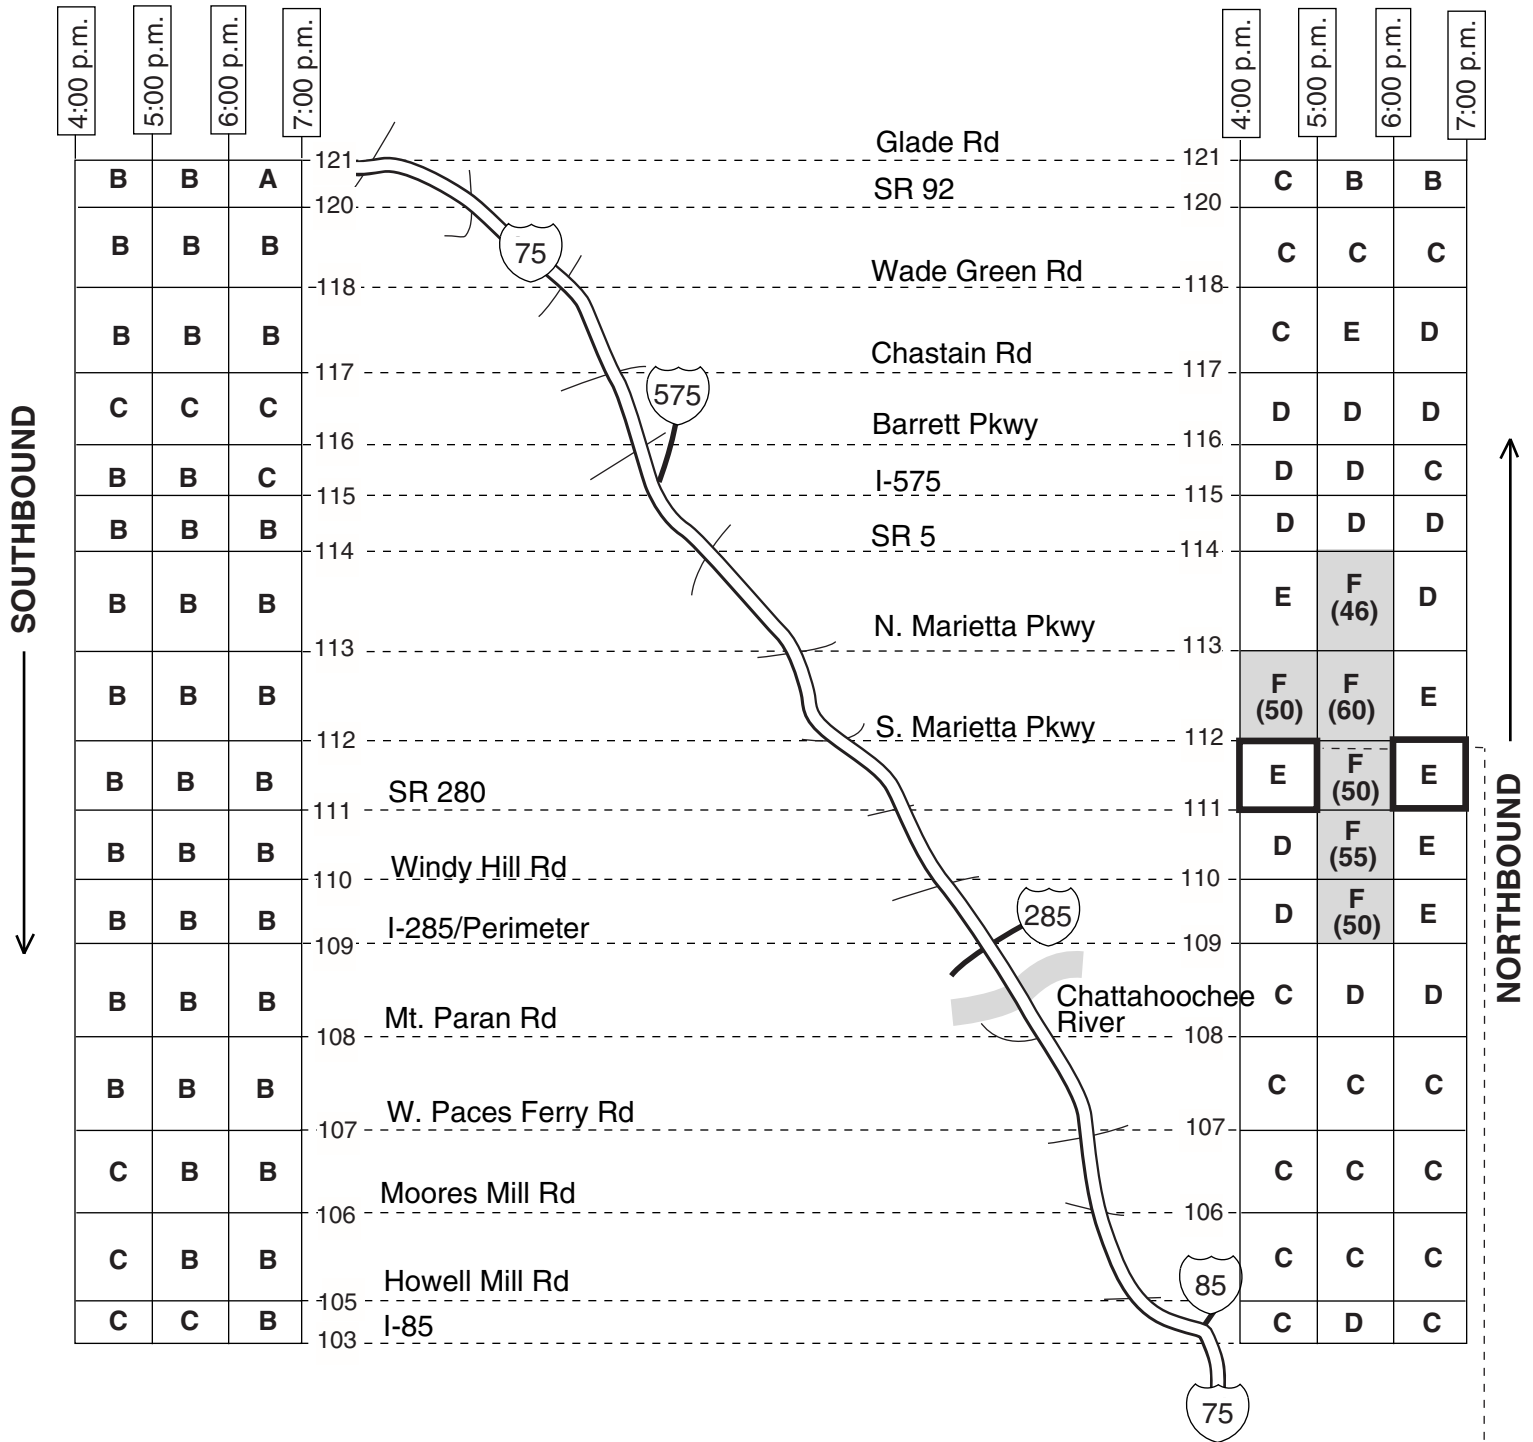 4:00 p.m. 5:00 p.m. 6:00 p.m. 7:00 p.m. 4:00 p.m. 5:00 p.m. 6:00 p.m. 7:00 p.m.
121 Glade Rd 121
B B A SR 92 C B B
120 120
B B B 75 Wade Green Rd C C C
118 118
B B B Chastain Rd C E D
117 117
575
C C C Barrett Pkwy D D D
116 116
B B C I-575 D D C
115 115
B B B SR 5 D D D
114 114
B B B N. Marietta Pkwy E F (46) D
113 113
B B B S. Marietta Pkwy F (50) F (60) E
112 112
B B B SR 280 E F (50) E
111 111
B B B Windy Hill Rd D F (55) E
110 110
B B B I-285/Perimeter 285 D F (50) E
109 109
B B B Mt. Paran Rd Chattahoochee River C D D
108 108
B B B W. Paces Ferry Rd C C C
107 107
C B B Moores Mill Rd C C C
106 106
C B B Howell Mill Rd C C C
105 85
C C B I-85 C D C
103
75
SOUTHBOUND
NORTHBOUND